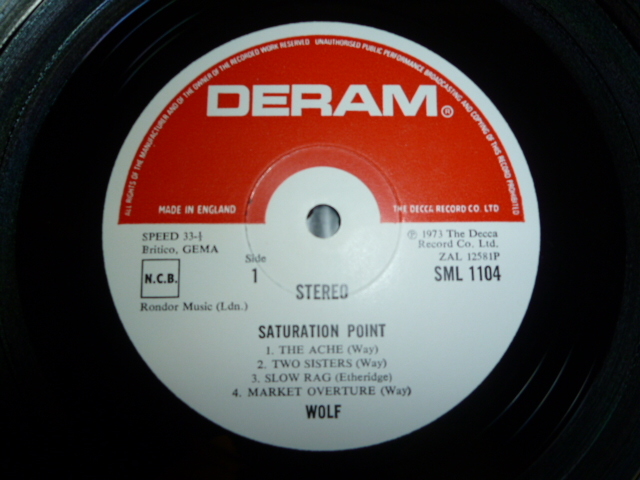 ALL RIGHTS OF THE MANUFACTURER AND OF THE OWNER OF THE RECORDED WORK RESERVED UNAUTHORISED PUBLIC PERFORMANCE BROADCASTING AND COPYING OF THIS RECORD PROHIBITED
DERAM®
MADE IN ENGLAND THE DECCA RECORD CO. LTD
SPEED 33-⅓
Britico, GEMA
N.C.B.
Rondor Music (Ldn.)
Side
1
STEREO
℗ 1973 The Decca
Record Co. Ltd.
ZAL 12581P
SML 1104
SATURATION POINT
1. THE ACHE (Way)
2. TWO SISTERS (Way)
3. SLOW RAG (Etheridge)
4. MARKET OVERTURE (Way)
WOLF